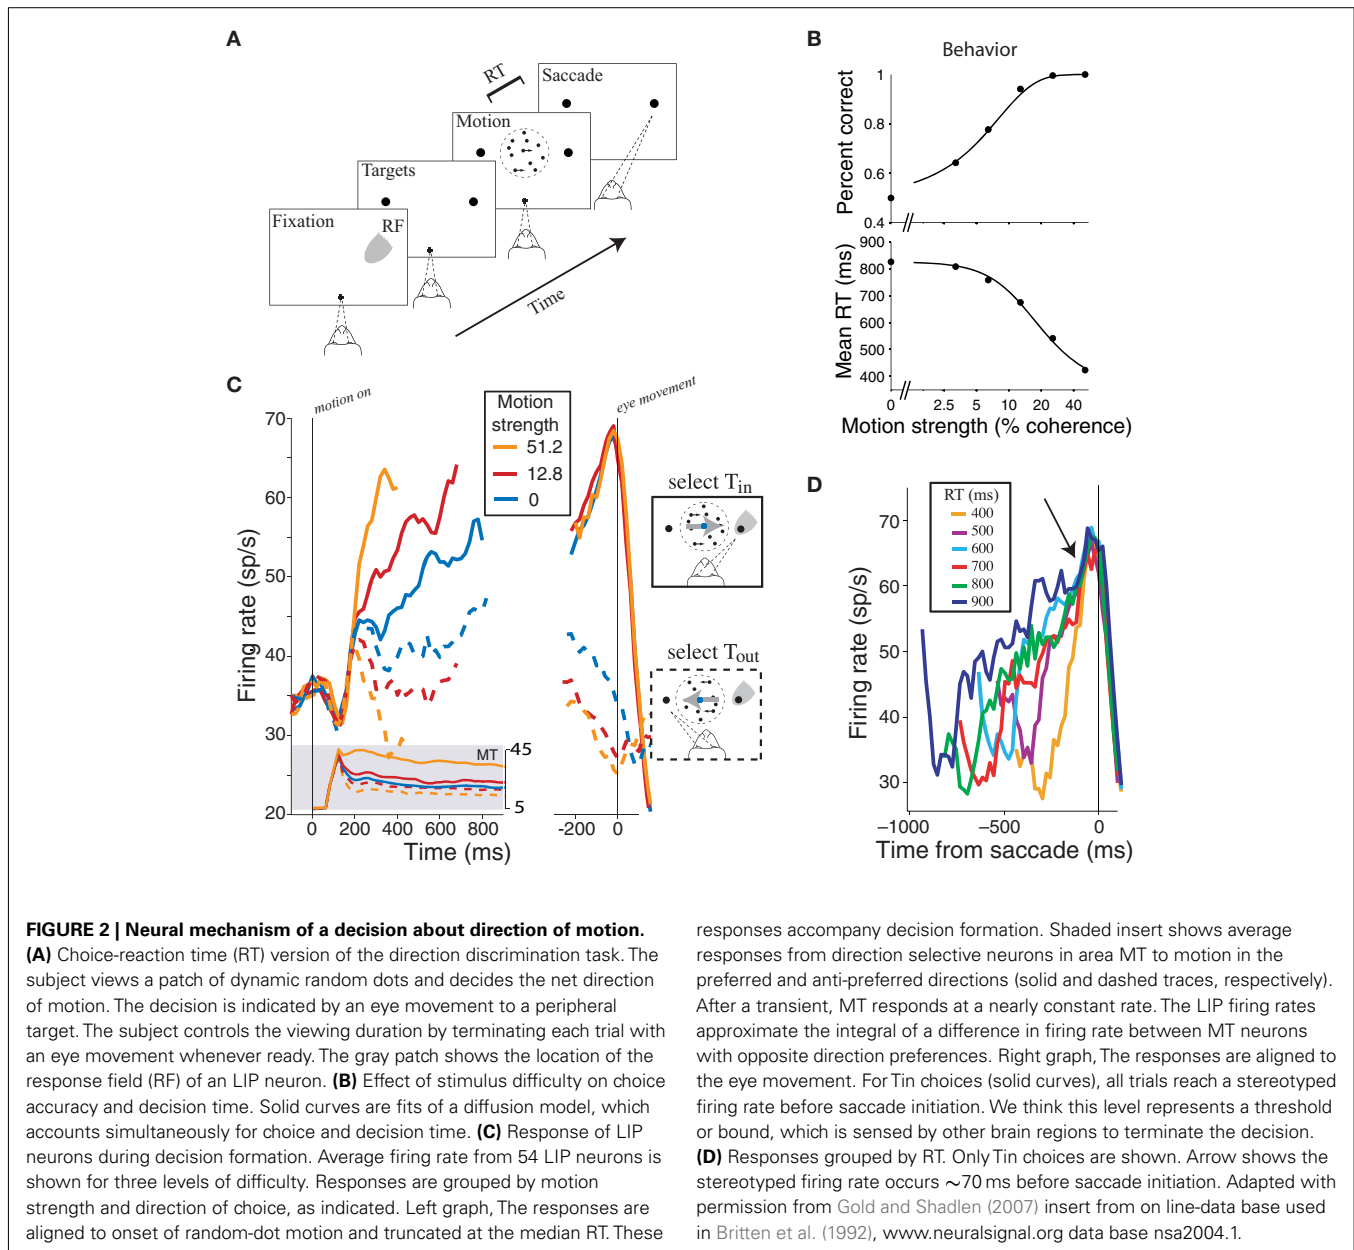 A
RT
Saccade
Motion
Targets
Fixation
RF
Time
B
Behavior
Percent correct
1
0.8
0.6
0.4
Mean RT (ms)
900
800
700
600
500
400
0 2.5 5 10 20 40
Motion strength (% coherence)
C
motion on
eye movement
Motion
strength
51.2
12.8
0
Firing rate (sp/s)
70
60
50
40
30
20
MT
45
5
0 200 400 600 800
-200 0
Time (ms)
select Tin
select Tout
D
RT (ms)
400
500
600
700
800
900
Firing rate (sp/s)
70
60
50
40
30
−1000 −500 0
Time from saccade (ms)
FIGURE 2 | Neural mechanism of a decision about direction of motion.
(A) Choice-reaction time (RT) version of the direction discrimination task. The
subject views a patch of dynamic random dots and decides the net direction
of motion. The decision is indicated by an eye movement to a peripheral
target. The subject controls the viewing duration by terminating each trial with
an eye movement whenever ready. The gray patch shows the location of the
response field (RF) of an LIP neuron. (B) Effect of stimulus difficulty on choice
accuracy and decision time. Solid curves are fits of a diffusion model, which
accounts simultaneously for choice and decision time. (C) Response of LIP
neurons during decision formation. Average firing rate from 54 LIP neurons is
shown for three levels of difficulty. Responses are grouped by motion
strength and direction of choice, as indicated. Left graph, The responses are
aligned to onset of random-dot motion and truncated at the median RT. These
responses accompany decision formation. Shaded insert shows average
responses from direction selective neurons in area MT to motion in the
preferred and anti-preferred directions (solid and dashed traces, respectively).
After a transient, MT responds at a nearly constant rate. The LIP firing rates
approximate the integral of a difference in firing rate between MT neurons
with opposite direction preferences. Right graph, The responses are aligned to
the eye movement. For Tin choices (solid curves), all trials reach a stereotyped
firing rate before saccade initiation. We think this level represents a threshold
or bound, which is sensed by other brain regions to terminate the decision.
(D) Responses grouped by RT. Only Tin choices are shown. Arrow shows the
stereotyped firing rate occurs ∼70 ms before saccade initiation. Adapted with
permission from Gold and Shadlen (2007) insert from on line-data base used
in Britten et al. (1992), www.neuralsignal.org data base nsa2004.1.